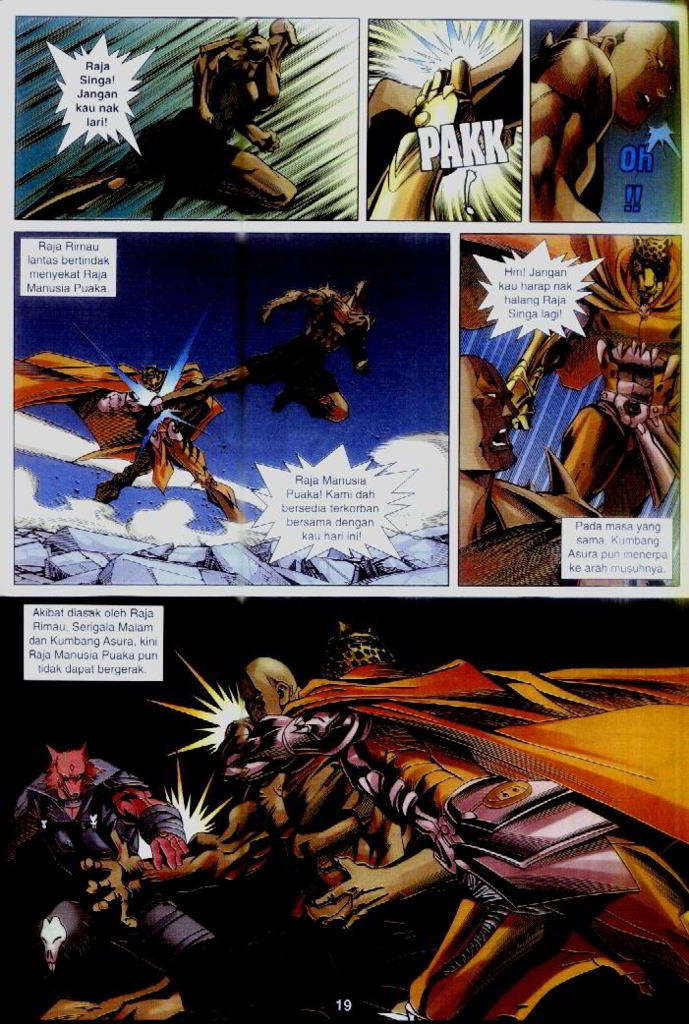 Raja
Singa!
Jangan
kau nak
lari!
PAKK
!
Oh
!!
Raja Rimau
lantas bertindak
menyekat Raja
Manusia Puaka.
Raja Manusia
Puaka! Kami dah
bersedia terkorban
bersama dengan
kau hari ini!
Hm! Jangan
kau harap nak
halang Raja
Singa lagi!
Pada masa yang
sama, Kumbang
Asura pun menerpa
ke arah musuhnya.
Akibat diasak oleh Raja
Rimau, Serigala Malam
dan Kumbang Asura, kini
Raja Manusia Puaka pun
tidak dapat bergerak.
19